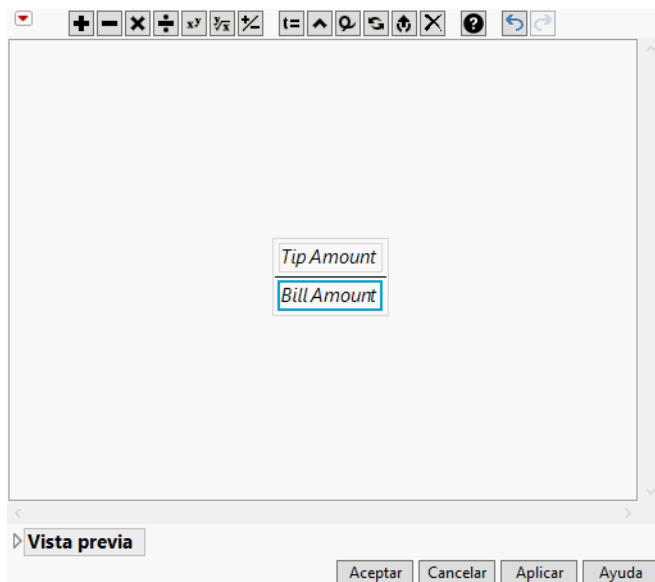 t=
Tip Amount
Bill Amount
Vista previa
Aceptar Cancelar Aplicar Ayuda